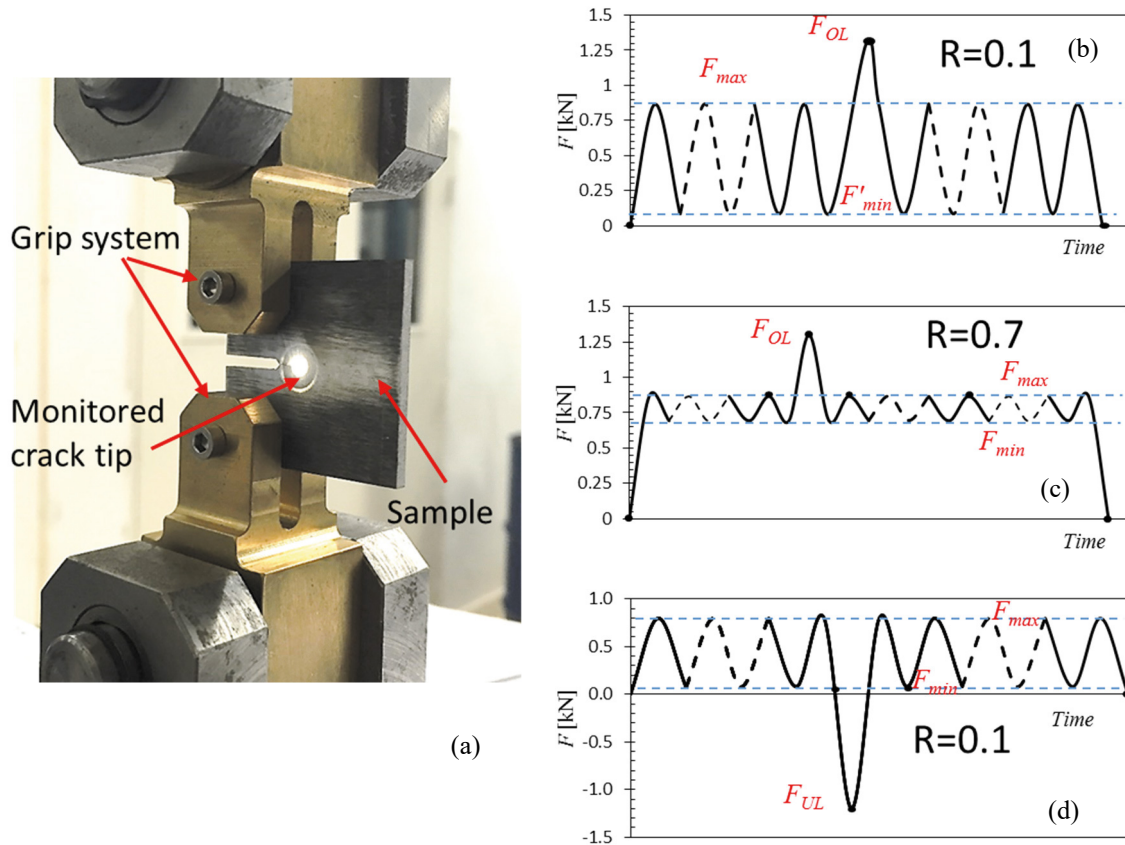 Grip system
Monitored
crack tip
Sample
(a)
1.5
1.25
1
0.75
0.5
0.25
0
F [kN]
F_OL
F_max
F'_min
R=0.1
(b)
Time
1.5
1.25
1
0.75
0.5
0.25
0
F [kN]
F_OL
R=0.7
F_max
F_min
(c)
Time
1.0
0.5
0.0
-0.5
-1.0
-1.5
F [kN]
F_max
F_min
Time
R=0.1
F_UL
(d)